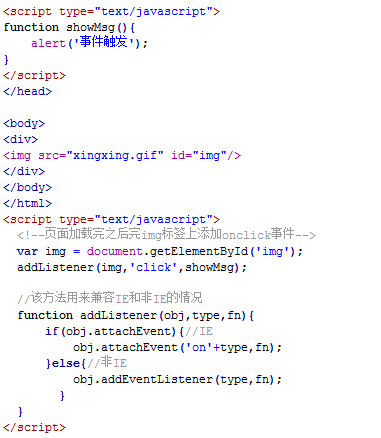 <script type="text/javascript">
function showMsg(){
    alert('事件触发');
}
</script>
</head>
<body>
<div>
<img src="xingxing.gif" id="img"/>
</div>
</body>
</html>
<script type="text/javascript">
  <!--页面加载完之后完img标签上添加onclick事件-->
  var img = document.getElementById('img');
  addListener(img,'click',showMsg);
  //该方法用来兼容IE和非IE的情况
  function addListener(obj,type,fn){
      if(obj.attachEvent){//IE
          obj.attachEvent('on'+type,fn);
      }else{//非IE
          obj.addEventListener(type,fn);
        }
  }
</script>